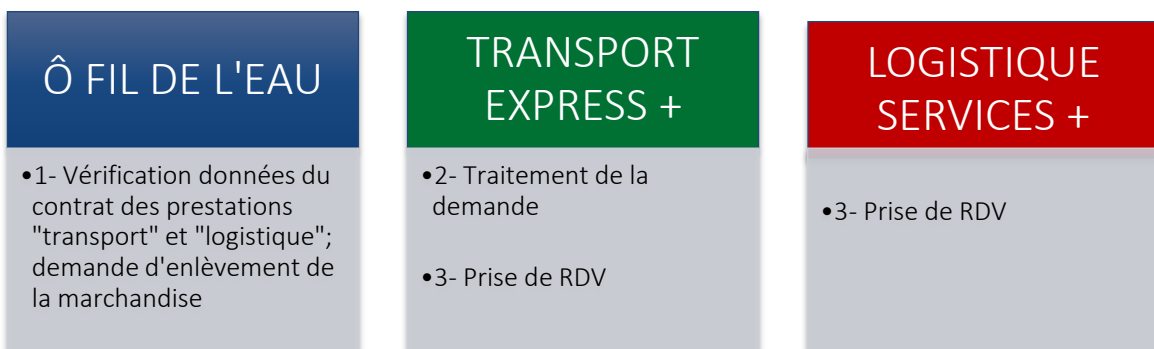 Ô FIL DE L'EAU
•1- Vérification données du
contrat des prestations
"transport" et "logistique";
demande d'enlèvement de
la marchandise
TRANSPORT
EXPRESS +
•2- Traitement de la
demande
•3- Prise de RDV
LOGISTIQUE
SERVICES +
•3- Prise de RDV